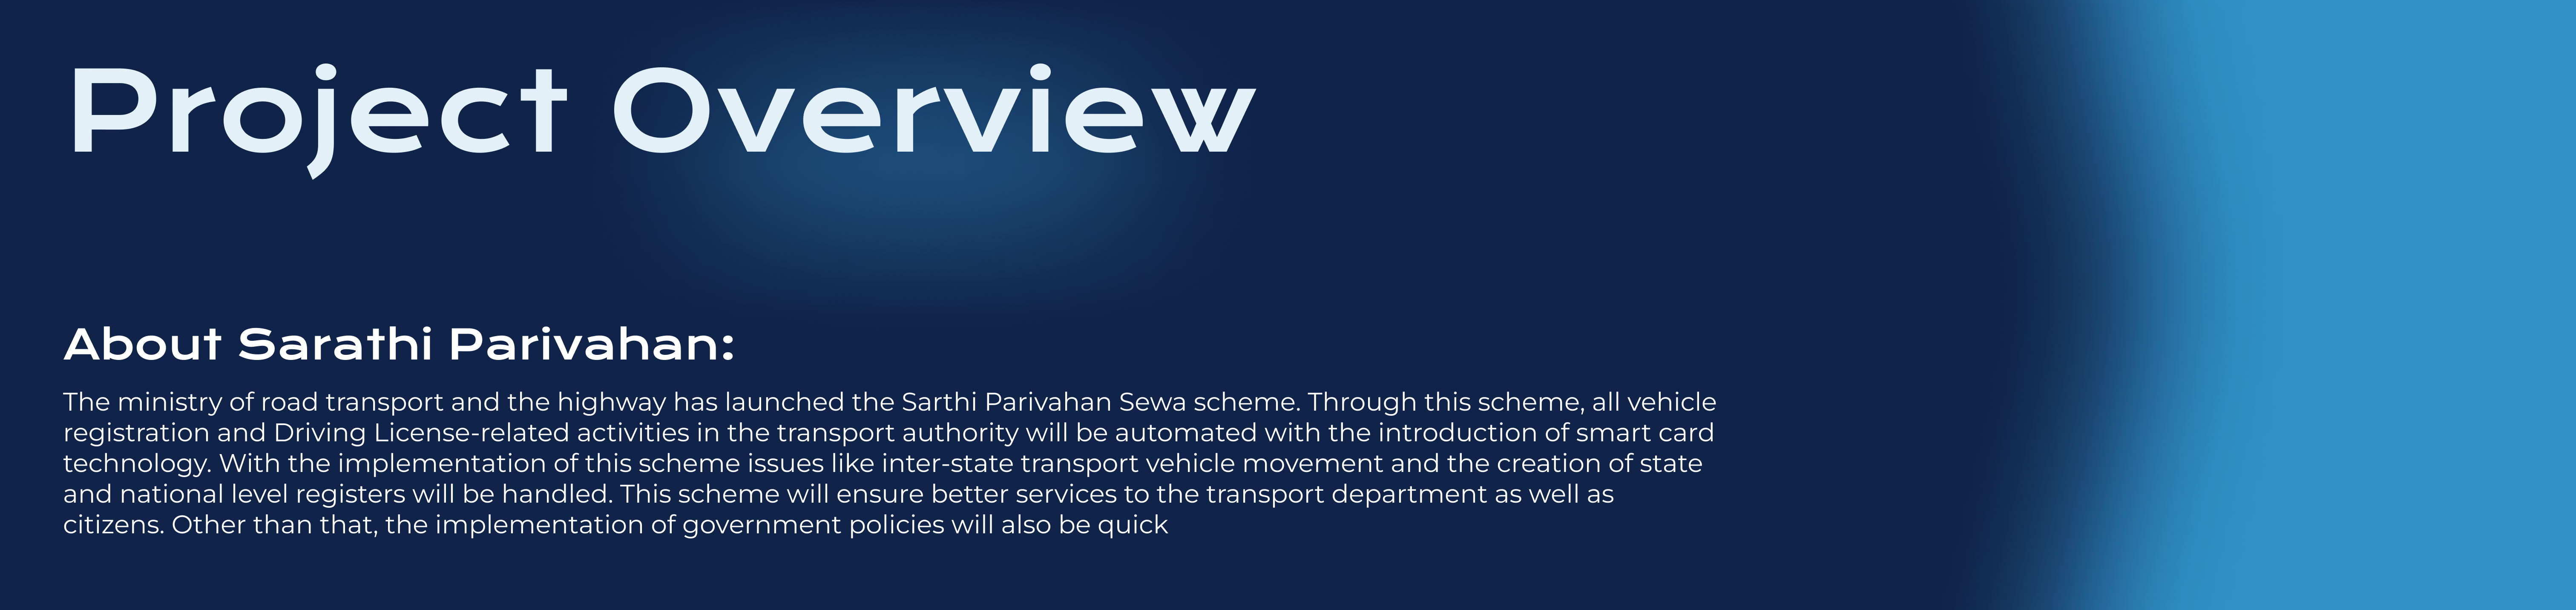 Project Overview
About Sarathi Parivahan:
The ministry of road transport and the highway has launched the Sarthi Parivahan Sewa scheme. Through this scheme, all vehicle
registration and Driving License-related activities in the transport authority will be automated with the introduction of smart card
technology. With the implementation of this scheme issues like inter-state transport vehicle movement and the creation of state
and national level registers will be handled. This scheme will ensure better services to the transport department as well as
citizens. Other than that, the implementation of government policies will also be quick